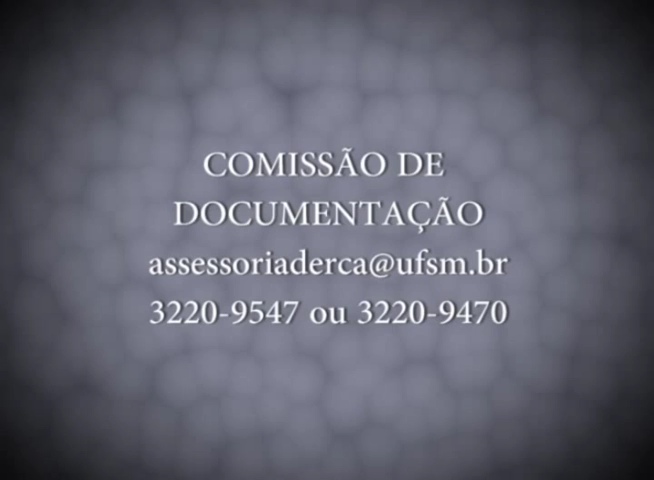 COMISSÃO DE
DOCUMENTAÇÃO
assessoriaderca@ufsm.br
3220-9547 ou 3220-9470